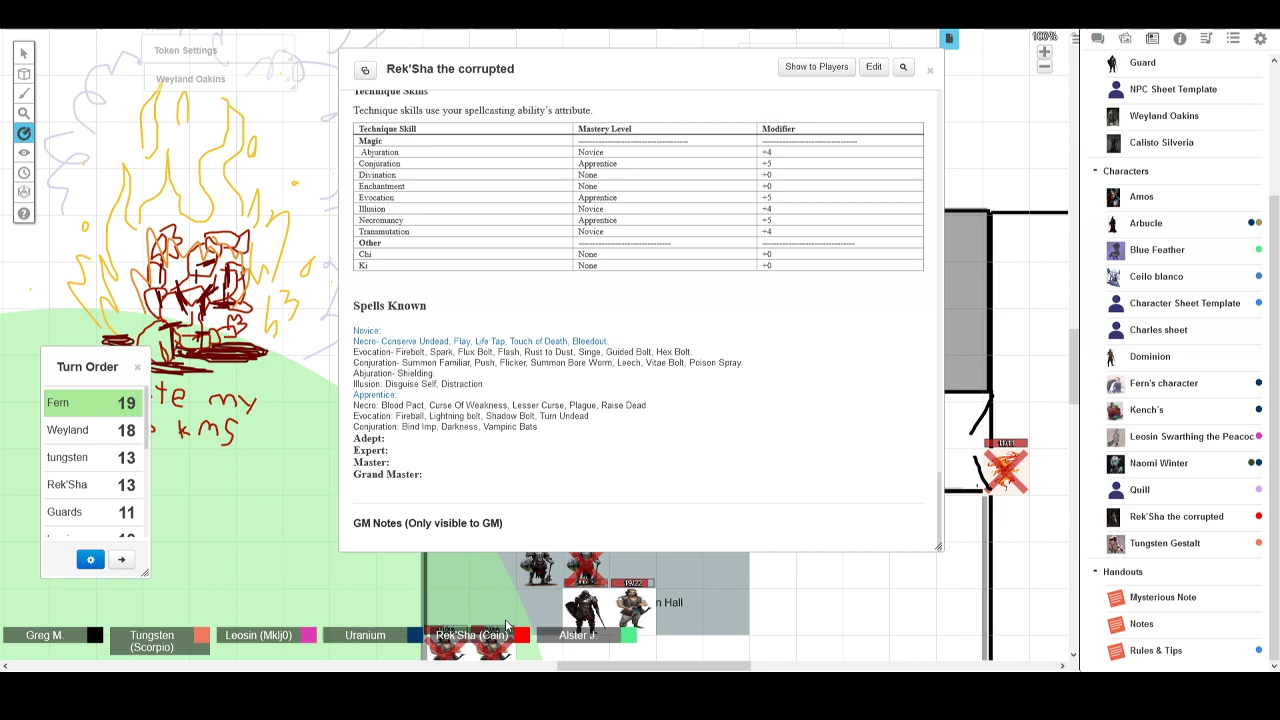 Token Settings
Weyland Oakins
100%
Rek'Sha the corrupted
Show to Players
Edit
Technique Skills
Technique skills use your spellcasting ability's attribute.
Technique Skill Mastery Level Modifier
Magic
Abjuration Novice +4
Conjuration Apprentice +5
Divination None +0
Enchantment None +0
Evocation Apprentice +5
Illusion Novice +4
Necromancy Apprentice +5
Transmutation Novice +4
Other
Chi None +0
Ki None +0
Spells Known
Novice:
Necro- Conserve Undead, Flay, Life Tap, Touch of Death, Bleedout.
Evocation- Firebolt, Spark, Flux Bolt, Flash, Rust to Dust, Singe, Guided Bolt, Hex Bolt.
Conjuration- Summon Familiar, Push, Flicker, Summon Bore Worm, Leech, Vitae Bolt, Poison Spray.
Abjuration- Shielding.
Illusion: Disguise Self, Distraction
Apprentice:
Necro: Blood Pact, Curse Of Weakness, Lesser Curse, Plague, Raise Dead
Evocation: Fireball, Lightning bolt, Shadow Bolt, Turn Undead
Conjuration: Bind Imp, Darkness, Vampiric Bats
Adept:
Expert:
Master:
Grand Master:
GM Notes (Only visible to GM)
Turn Order
Fern 19
Weyland 18
tungsten 13
Rek'Sha 13
Guards 11
te my
kms
11/11
19/22
n Hall
Greg M.
Tungsten
(Scorpio)
Leosin (Mklj0)
Uranium
Rek'Sha (Cain)
Alster J.
Guard
NPC Sheet Template
Weyland Oakins
Calisto Silveria
Characters
Amos
Arbucle
Blue Feather
Ceilo blanco
Character Sheet Template
Charles sheet
Dominion
Fern's character
Kench's
Leosin Swarthing the Peacoc
Naomi Winter
Quill
Rek'Sha the corrupted
Tungsten Gestalt
Handouts
Mysterious Note
Notes
Rules & Tips